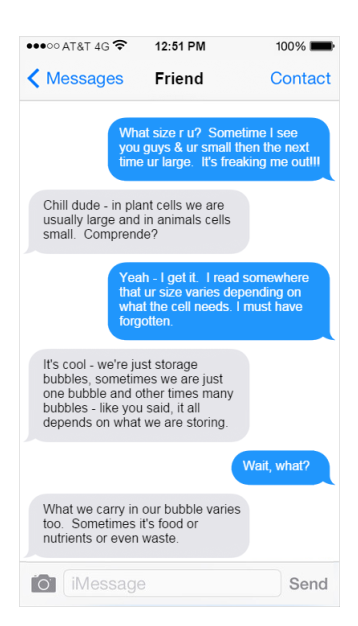 AT&T 4G 12:51 PM 100%
Messages Friend Contact
What size r u?  Sometime I see
you guys & ur small then the next
time ur large.  It's freaking me out!!!!
Chill dude - in plant cells we are
usually large and in animals cells
small.  Comprende?
Yeah - I get it.  I read somewhere
that ur size varies depending on
what the cell needs. I must have
forgotten.
It's cool - we're just storage
bubbles, sometimes we are just
one bubble and other times many
bubbles - like you said, it all
depends on what we are storing.
Wait, what?
What we carry in our bubble varies
too.  Sometimes it's food or
nutrients or even waste.
iMessage Send